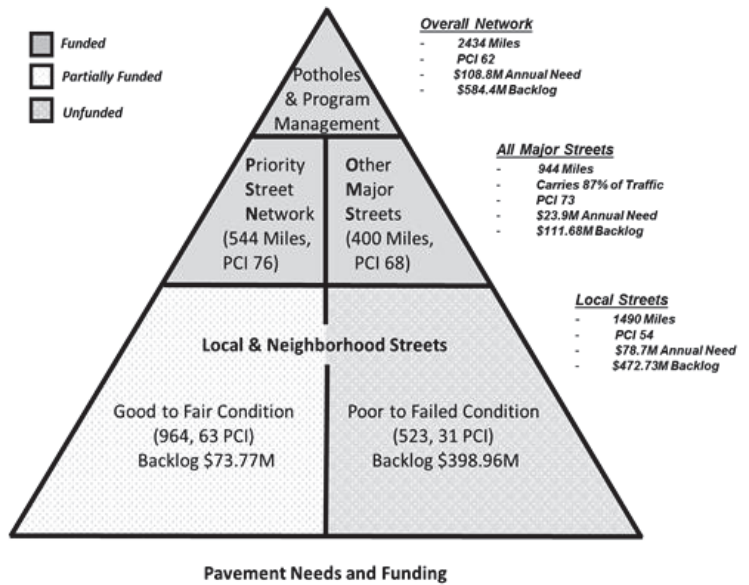 Funded
Partially Funded
Unfunded
Potholes
& Program
Management
Priority
Street
Network
(544 Miles,
PCI 76)
Other
Major
Streets
(400 Miles,
PCI 68)
Local & Neighborhood Streets
Good to Fair Condition
(964, 63 PCI)
Backlog $73.77M
Poor to Failed Condition
(523, 31 PCI)
Backlog $398.96M
Overall Network
- 2434 Miles
- PCI 62
- $108.8M Annual Need
- $584.4M Backlog
All Major Streets
- 944 Miles
- Carries 87% of Traffic
- PCI 73
- $23.9M Annual Need
- $111.68M Backlog
Local Streets
- 1490 Miles
- PCI 54
- $78.7M Annual Need
- $472.73M Backlog
Pavement Needs and Funding